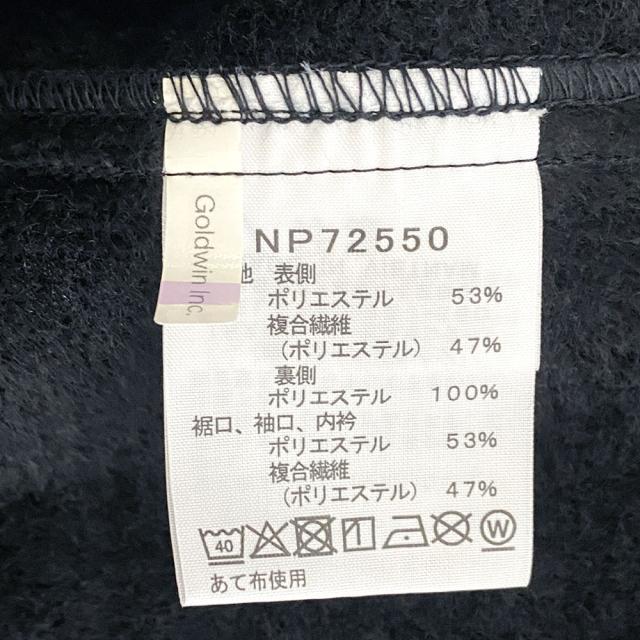 Goldwin Inc.
NP72550
地 表側
ポリエステル 53%
複合繊維
(ポリエステル) 47%
裏側
ポリエステル 100%
裾口、袖口、内衿
ポリエステル 53%
複合繊維
(ポリエステル) 47%
40
W
あて布使用